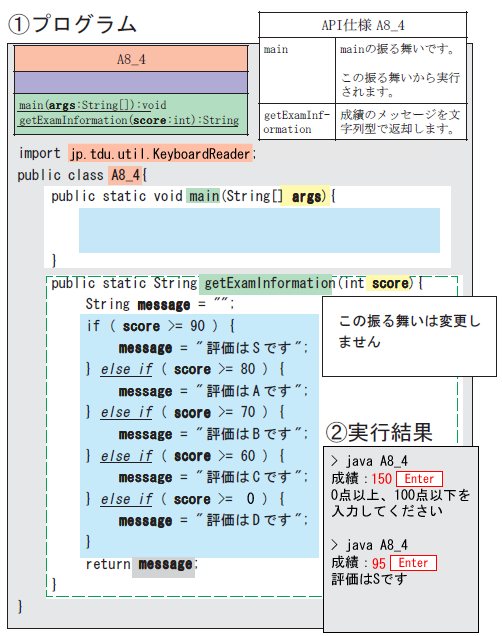 ①プログラム
A8_4
main(args:String[]):void
getExamInformation(score:int):String
API仕様 A8_4
main
mainの振る舞いです。
この振る舞いから実行
されます。
getExamInf-
ormation
成績のメッセージを文
字列型で返却します。
import jp.tdu.util.KeyboardReader;
public class A8_4{
public static void main(String[] args){
}
public static String getExamInformation(int score){
String message = "";
if ( score >= 90 ) {
message = "評価はSです";
} else if ( score >= 80 ) {
message = "評価はAです";
} else if ( score >= 70 ) {
message = "評価はBです";
} else if ( score >= 60 ) {
message = "評価はCです";
} else if ( score >= 0 ) {
message = "評価はDです";
}
return message;
}
}
この振る舞いは変更し
ません
②実行結果
> java A8_4
成績：150 Enter
0点以上、100点以下を
入力してください
> java A8_4
成績：95 Enter
評価はSです